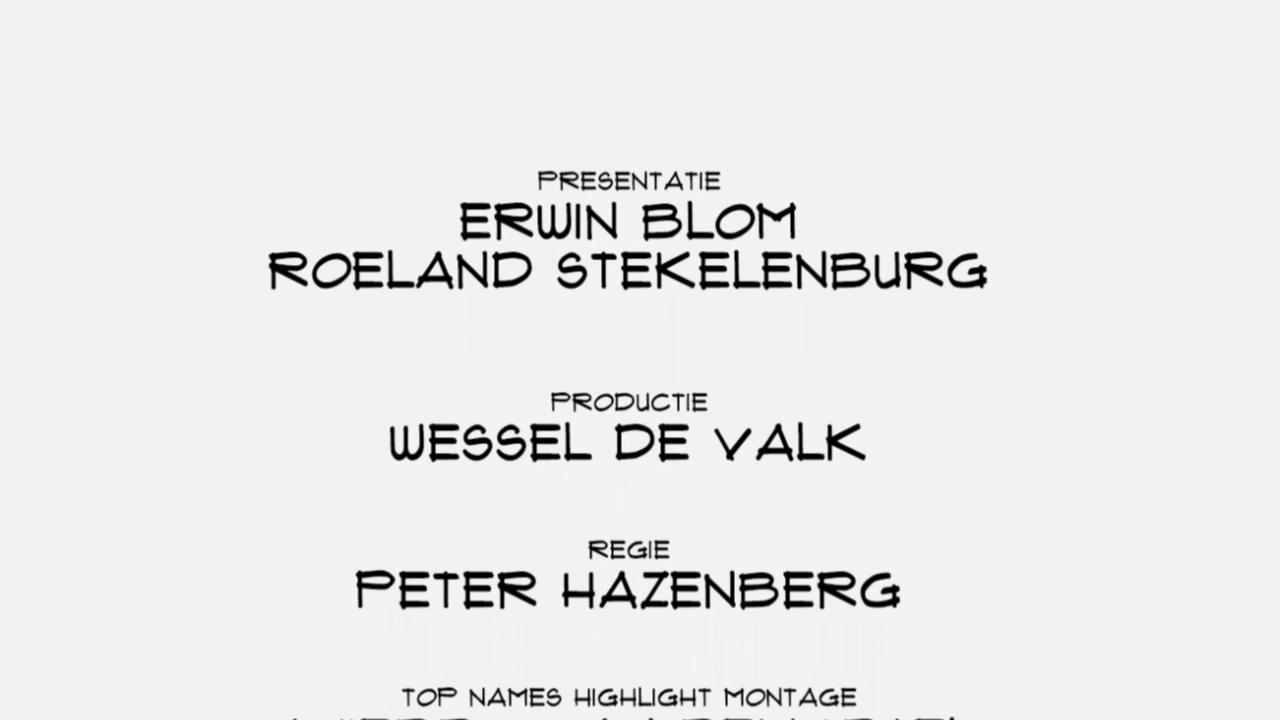 PRESENTATIE
ERWIN BLOM
ROELAND STEKELENBURG
PRODUCTIE
WESSEL DE VALK
REGIE
PETER HAZENBERG
TOP NAMES HIGHLIGHT MONTAGE